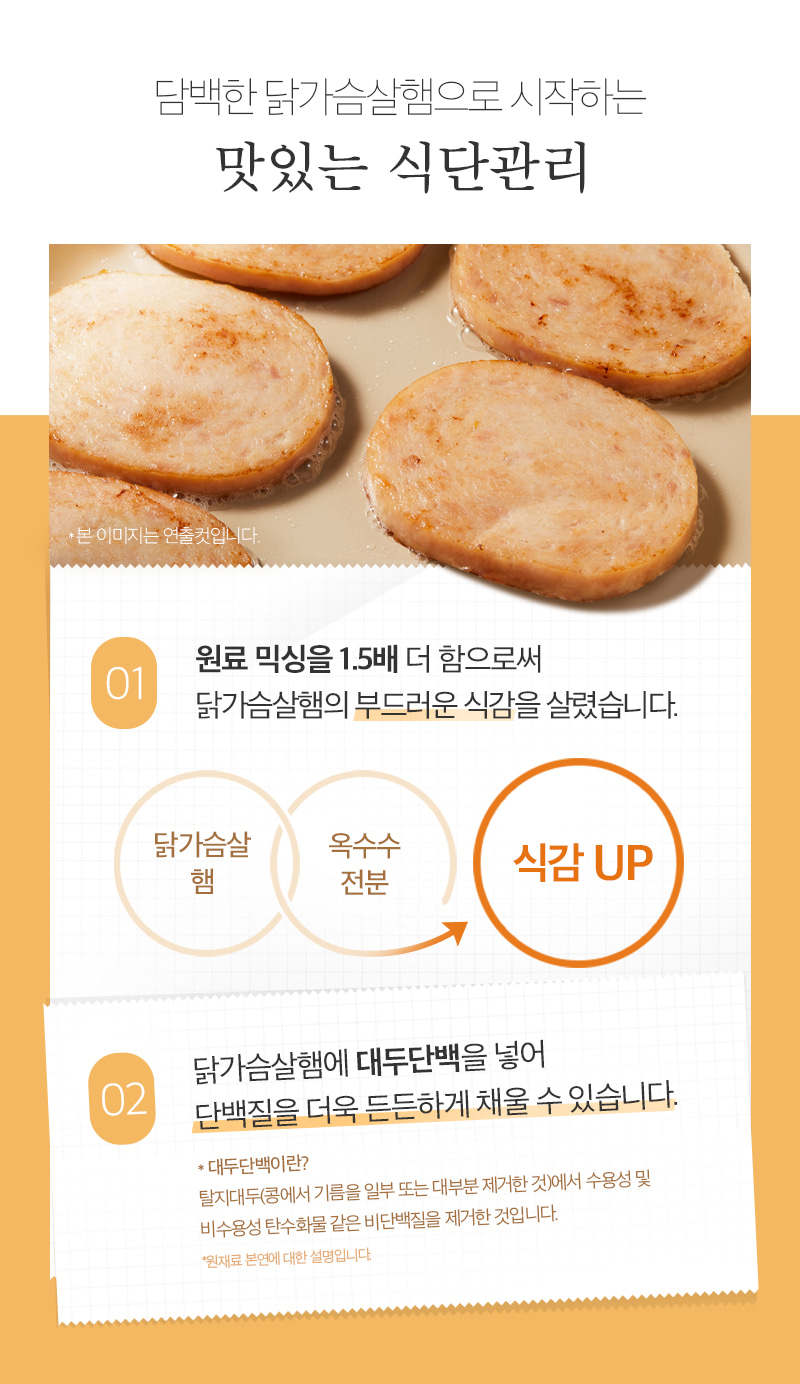 담백한 닭가슴살햄으로 시작하는
맛있는 식단관리
*본 이미지는 연출컷입니다.
01
원료 믹싱을 1.5배 더 함으로써
닭가슴살햄의 부드러운 식감을 살렸습니다.
닭가슴살
햄
옥수수
전분
식감 UP
02
닭가슴살햄에 대두단백을 넣어
단백질을 더욱 든든하게 채울 수 있습니다.
* 대두단백이란?
탈지대두(콩에서 기름을 일부 또는 대부분 제거한 것)에서 수용성 및
비수용성 탄수화물 같은 비단백질을 제거한 것입니다.
*원재료 본연에 대한 설명입니다.